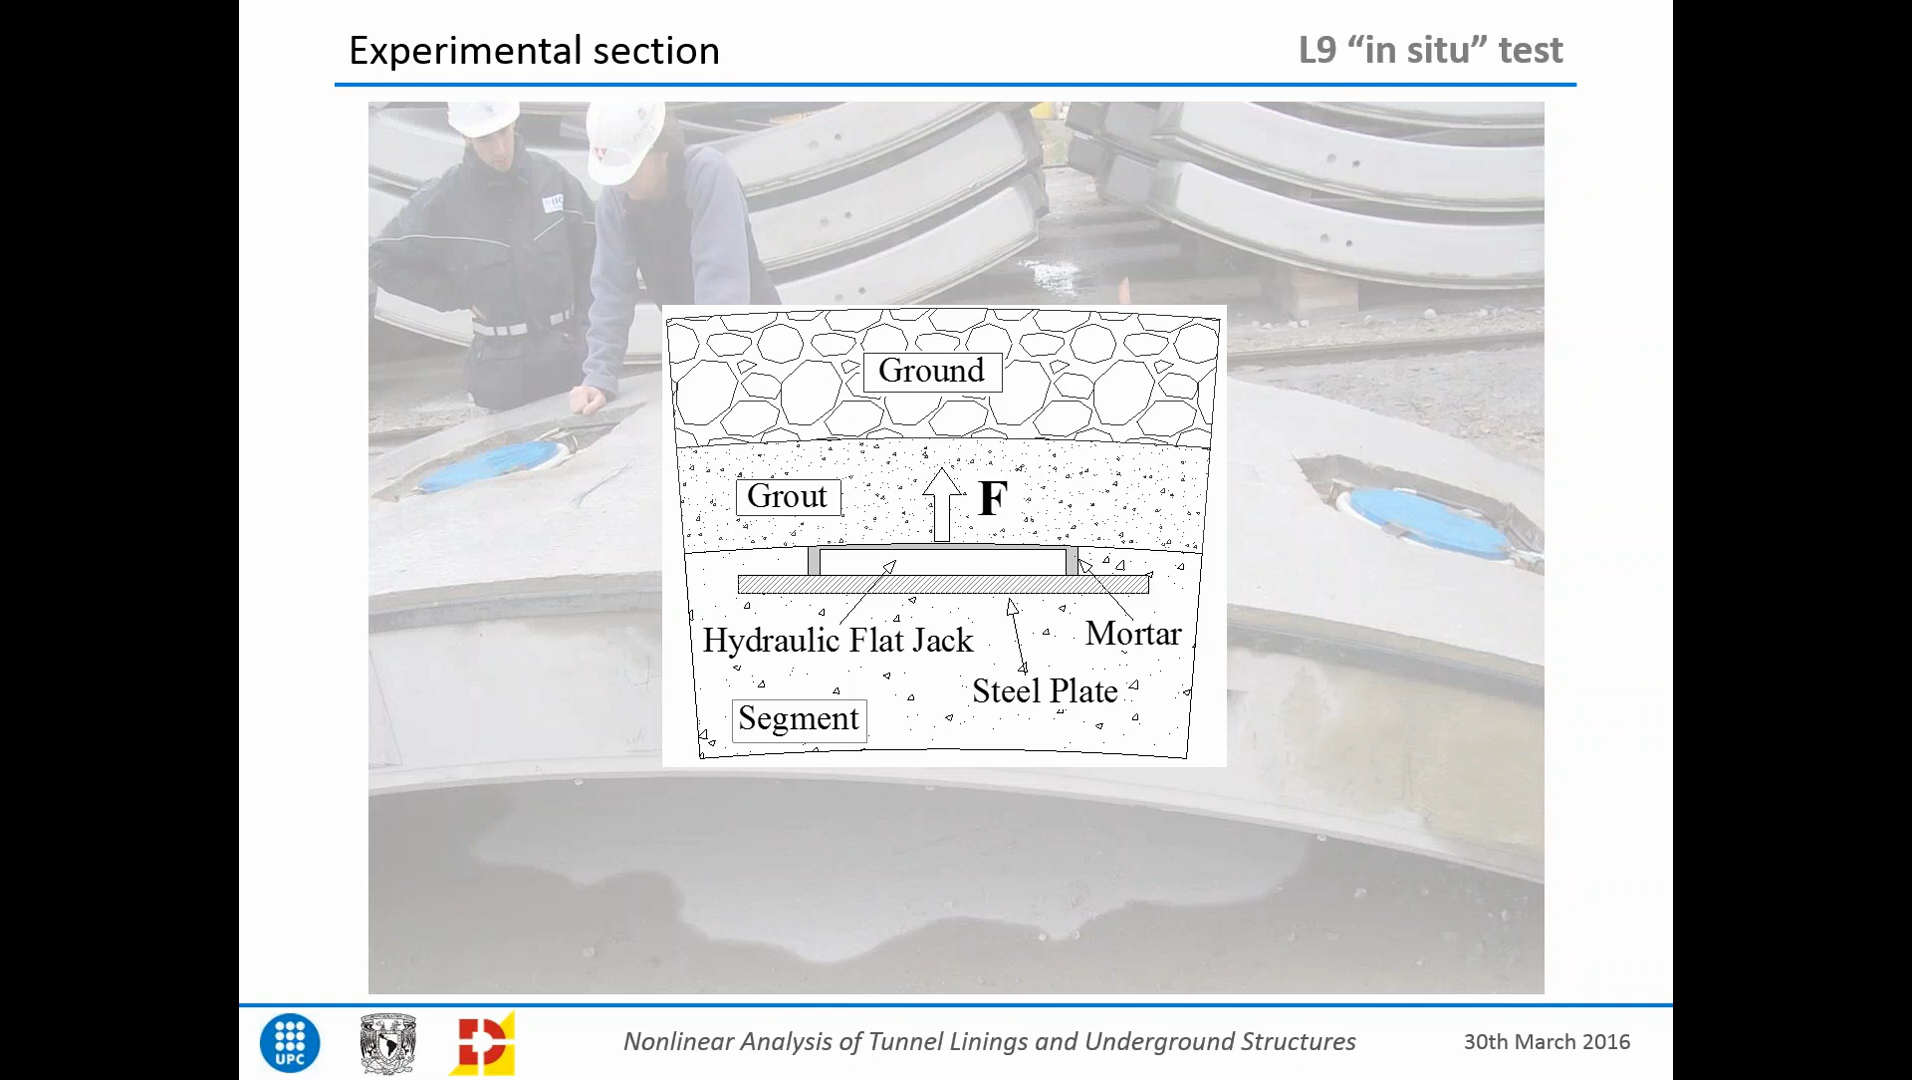 Experimental section
L9 “in situ” test
Ground
Grout
F
Hydraulic Flat Jack
Mortar
Steel Plate
Segment
UPC
Nonlinear Analysis of Tunnel Linings and Underground Structures
30th March 2016